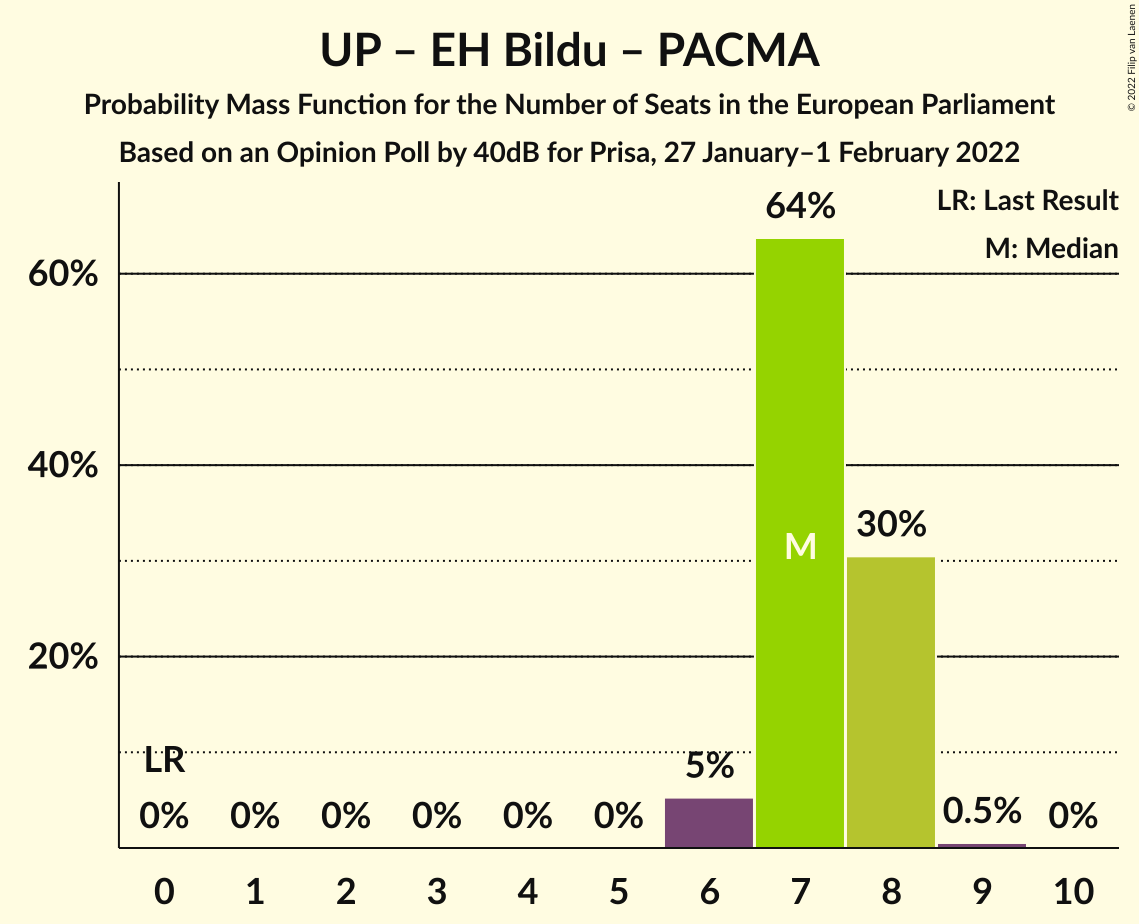 UP – EH Bildu – PACMA
Probability Mass Function for the Number of Seats in the European Parliament
Based on an Opinion Poll by 40dB for Prisa, 27 January–1 February 2022
© 2022 Filip van Laenen
LR: Last Result
M: Median
64%
60%
40%
30%
M
20%
LR
5%
0% 0% 0% 0% 0% 0% 0.5% 0%
0 1 2 3 4 5 6 7 8 9 10